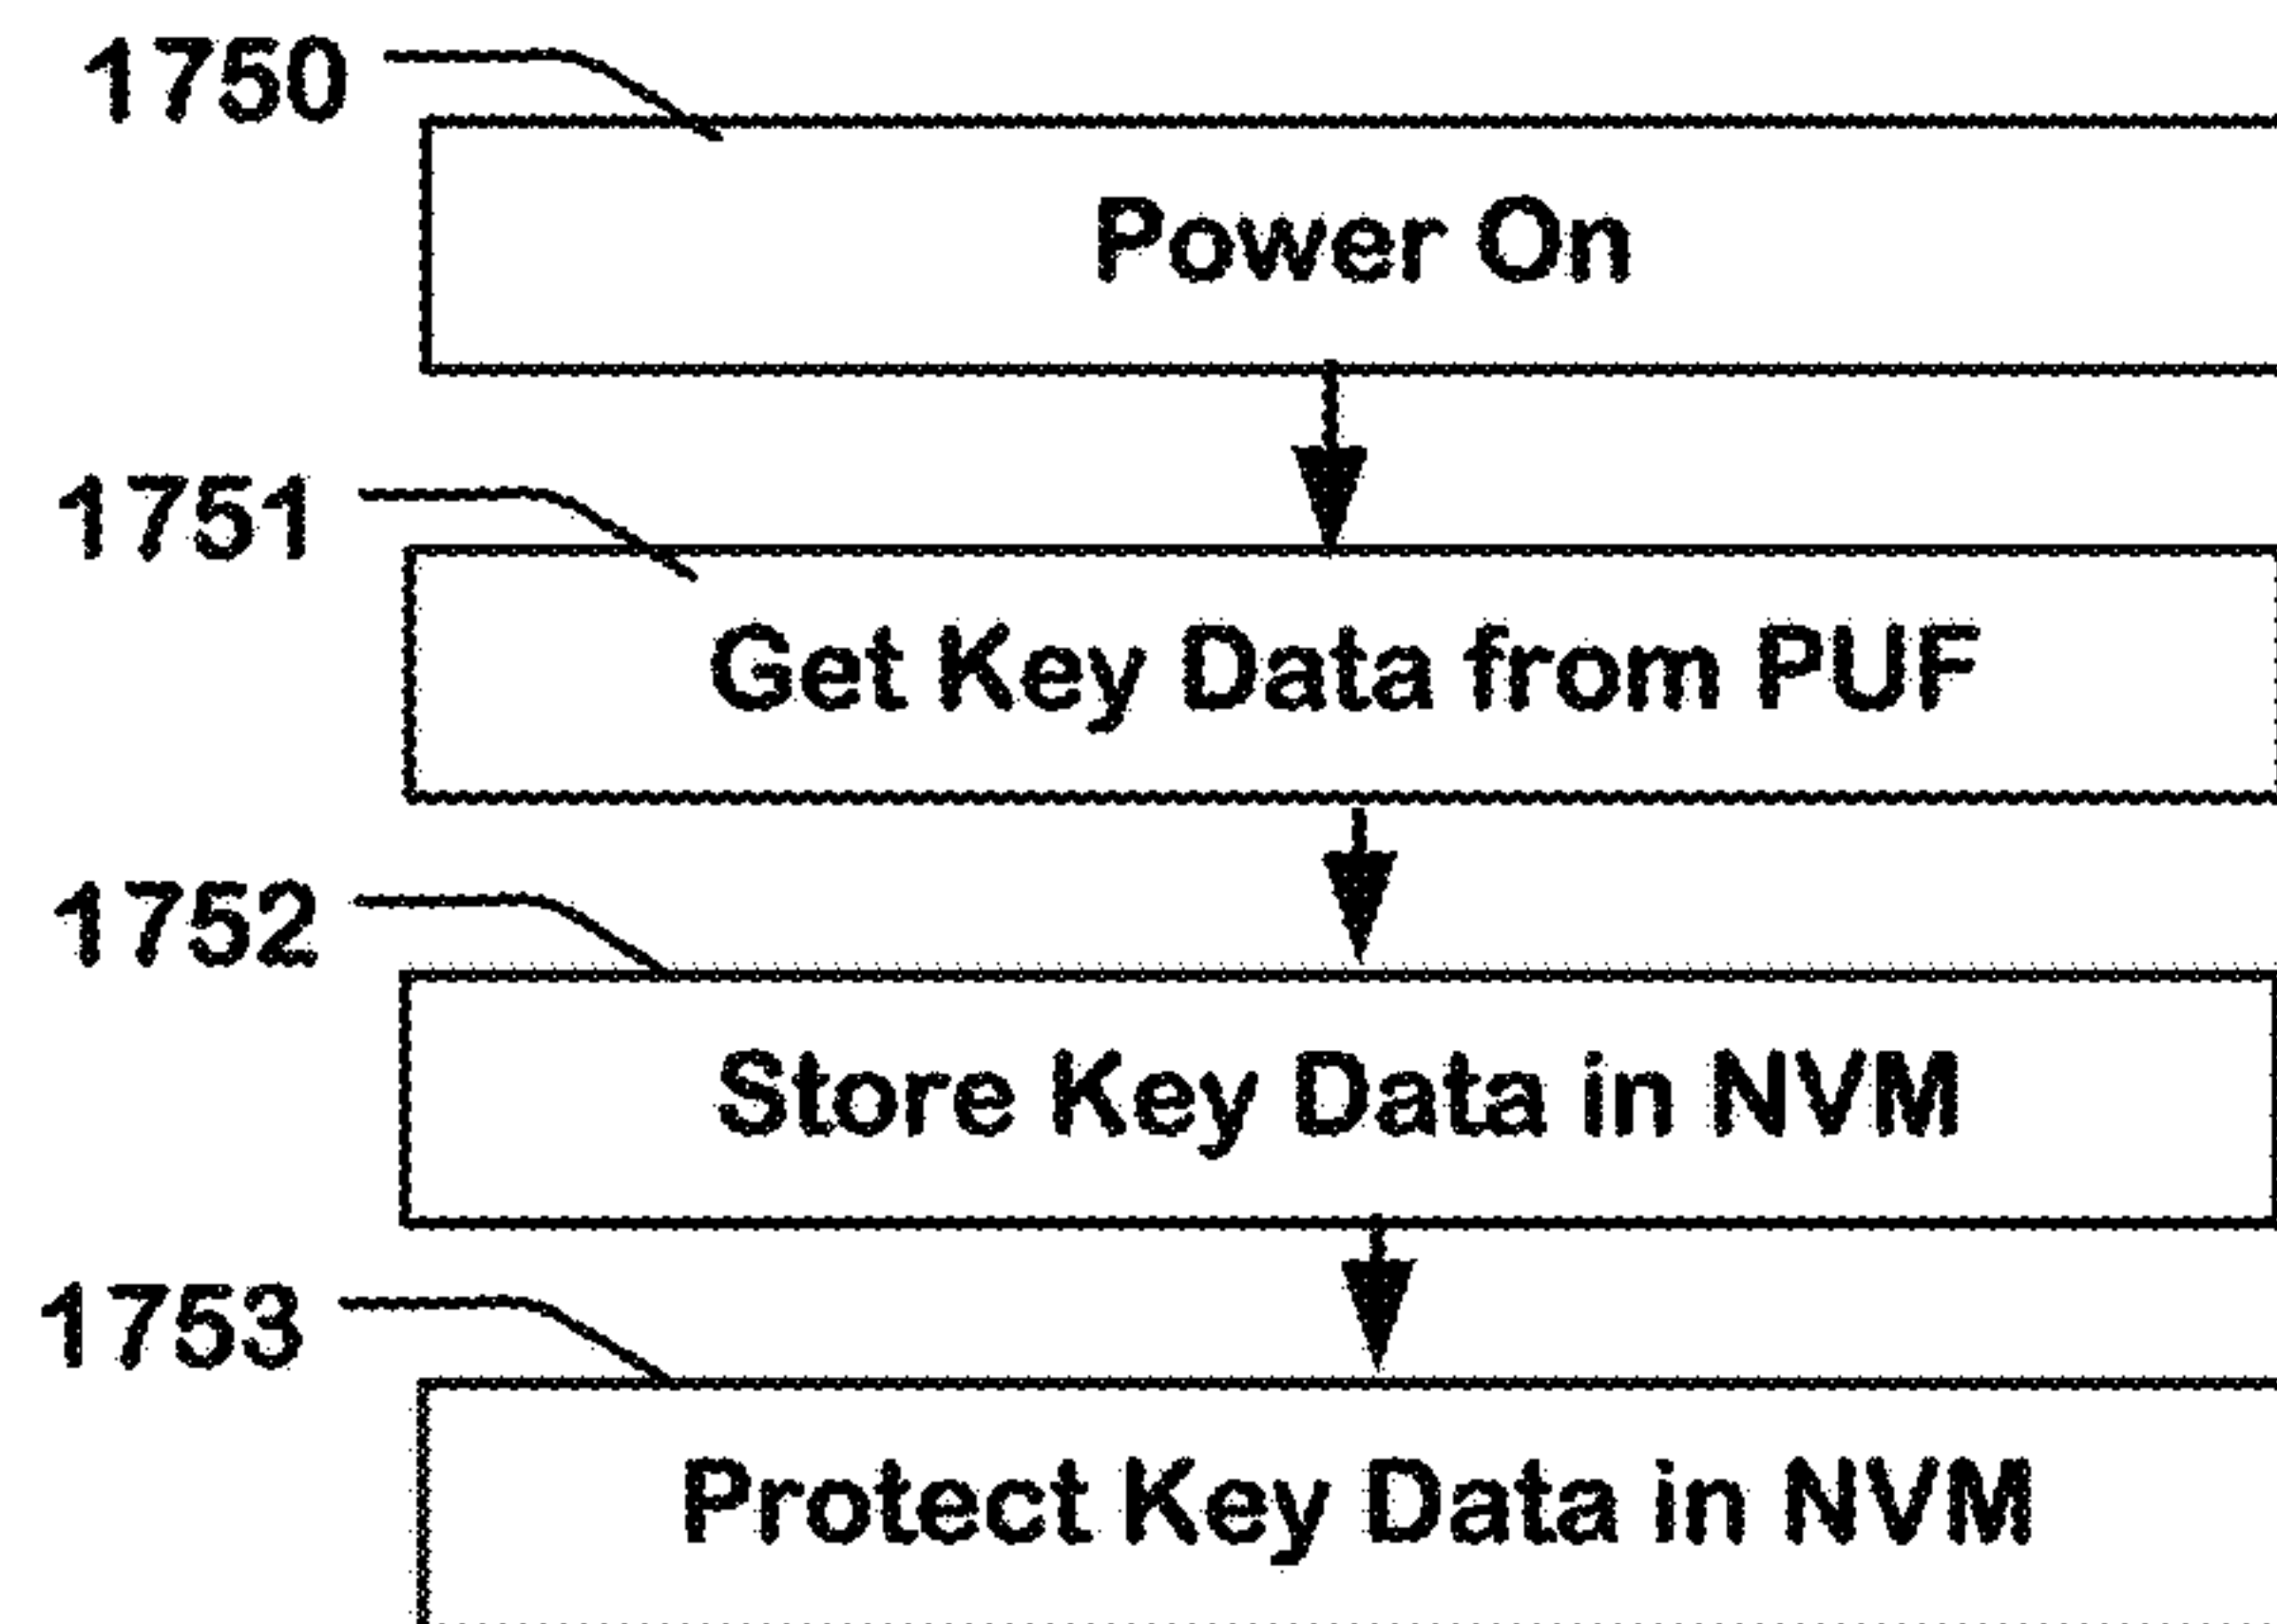 1750
Power On
1751
Get Key Data from PUF
1752
Store Key Data in NVM
1753
Protect Key Data in NVM